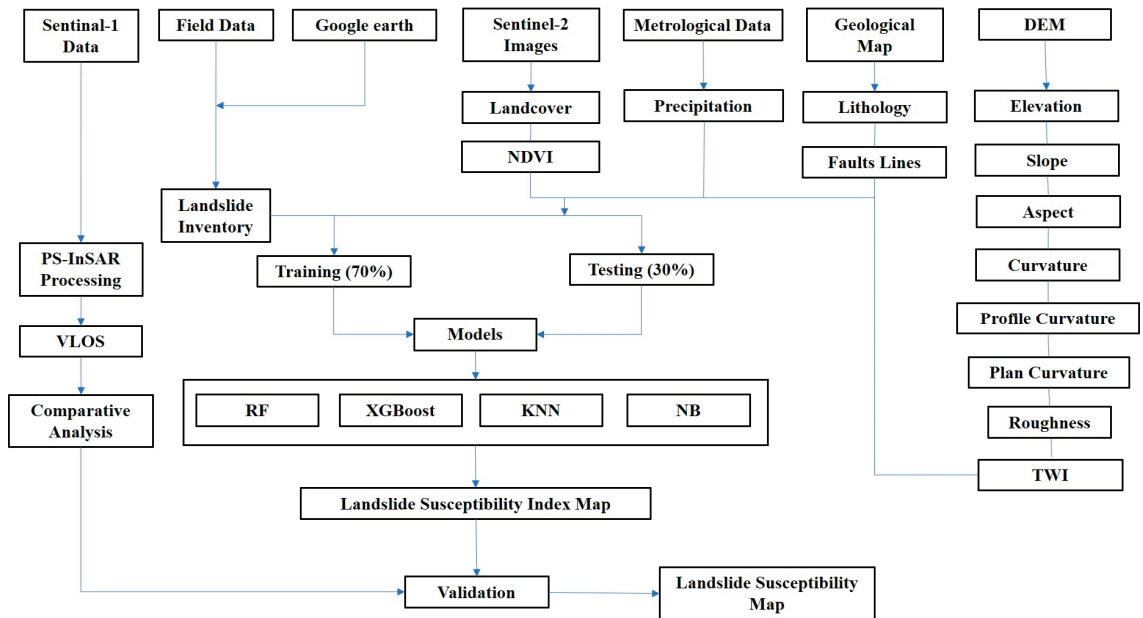 Sentinal-1
Data
Field Data
Google earth
Sentinel-2
Images
Metrological Data
Geological
Map
DEM
Landcover
Precipitation
Lithology
Elevation
NDVI
Faults Lines
Slope
Landslide
Inventory
Aspect
PS-InSAR
Processing
Training (70%)
Testing (30%)
Curvature
VLOS
Models
Profile Curvature
Plan Curvature
Comparative
Analysis
RF
XGBoost
KNN
NB
Roughness
TWI
Landslide Susceptibility Index Map
Validation
Landslide Susceptibility
Map